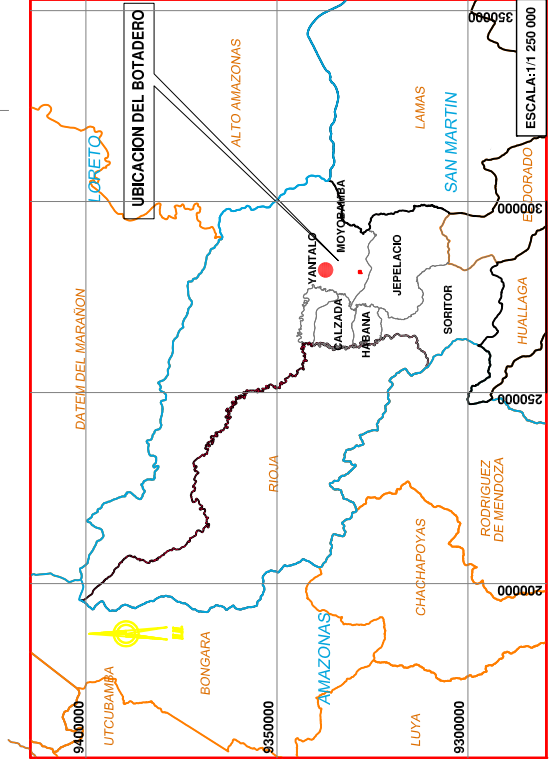 UTCUBAMBA
9400000
DATEM DEL MARAÑON
LORETO
UBICACION DEL BOTADERO
BONGARA
ALTO AMAZONAS
9350000
RIOJA
YANTALO
AMAZONAS
CALZADA
MOYOBAMBA
HABANA
JEPELACIO
LUYA
CHACHAPOYAS
LAMAS
SORITOR
SAN MARTIN
9300000
RODRIGUEZ
DE MENDOZA
HUALLAGA
EL DORADO
200000
250000
300000
350000
ESCALA:1/1 250 000